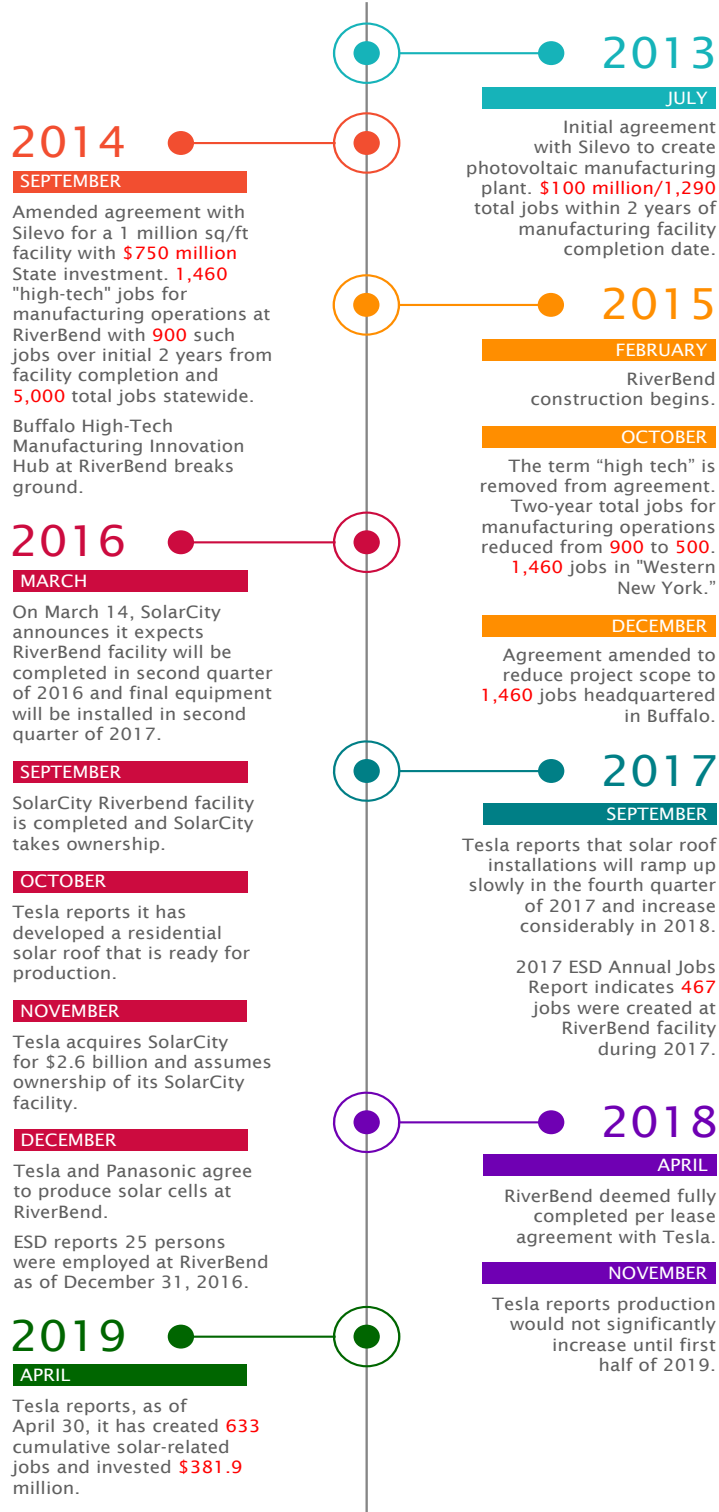 2013
JULY
Initial agreement
with Silevo to create
photovoltaic manufacturing
plant. $100 million/1,290
total jobs within 2 years of
manufacturing facility
completion date.
2014
SEPTEMBER
Amended agreement with
Silevo for a 1 million sq/ft
facility with $750 million
State investment. 1,460
"high-tech" jobs for
manufacturing operations at
RiverBend with 900 such
jobs over initial 2 years from
facility completion and
5,000 total jobs statewide.
Buffalo High-Tech
Manufacturing Innovation
Hub at RiverBend breaks
ground.
2015
FEBRUARY
RiverBend
construction begins.
OCTOBER
The term “high tech” is
removed from agreement.
Two-year total jobs for
manufacturing operations
reduced from 900 to 500.
1,460 jobs in "Western
New York.”
DECEMBER
Agreement amended to
reduce project scope to
1,460 jobs headquartered
in Buffalo.
2016
MARCH
On March 14, SolarCity
announces it expects
RiverBend facility will be
completed in second quarter
of 2016 and final equipment
will be installed in second
quarter of 2017.
SEPTEMBER
SolarCity Riverbend facility
is completed and SolarCity
takes ownership.
OCTOBER
Tesla reports it has
developed a residential
solar roof that is ready for
production.
NOVEMBER
Tesla acquires SolarCity
for $2.6 billion and assumes
ownership of its SolarCity
facility.
DECEMBER
Tesla and Panasonic agree
to produce solar cells at
RiverBend.
ESD reports 25 persons
were employed at RiverBend
as of December 31, 2016.
2017
SEPTEMBER
Tesla reports that solar roof
installations will ramp up
slowly in the fourth quarter
of 2017 and increase
considerably in 2018.
2017 ESD Annual Jobs
Report indicates 467
jobs were created at
RiverBend facility
during 2017.
2018
APRIL
RiverBend deemed fully
completed per lease
agreement with Tesla.
NOVEMBER
Tesla reports production
would not significantly
increase until first
half of 2019.
2019
APRIL
Tesla reports, as of
April 30, it has created 633
cumulative solar-related
jobs and invested $381.9
million.